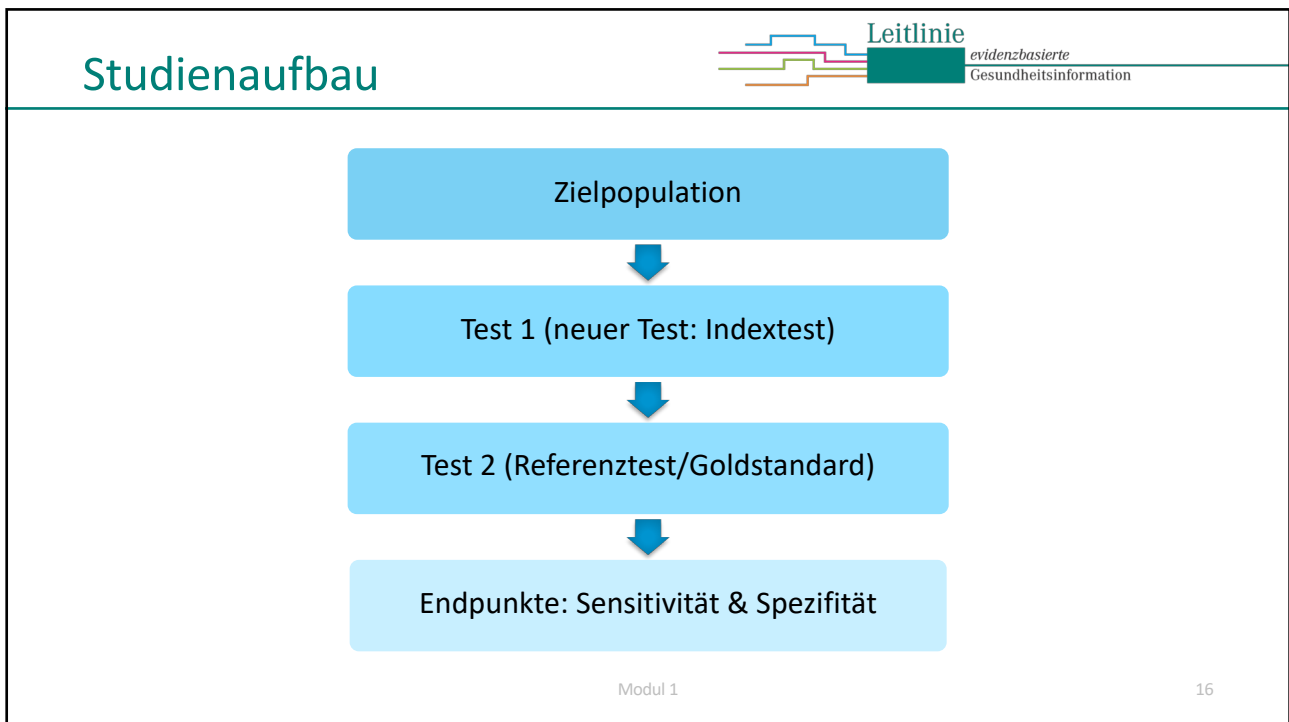 Studienaufbau
Leitlinie
evidenzbasierte
Gesundheitsinformation
Zielpopulation
Test 1 (neuer Test: Indextest)
Test 2 (Referenztest/Goldstandard)
Endpunkte: Sensitivität & Spezifität
Modul 1
16